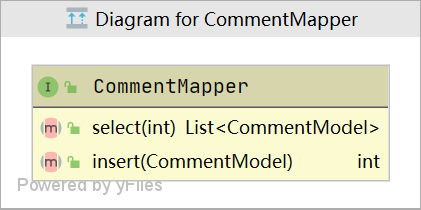 Diagram for CommentMapper
I CommentMapper
m select(int) List<CommentModel>
m insert(CommentModel) int
Powered by yFiles